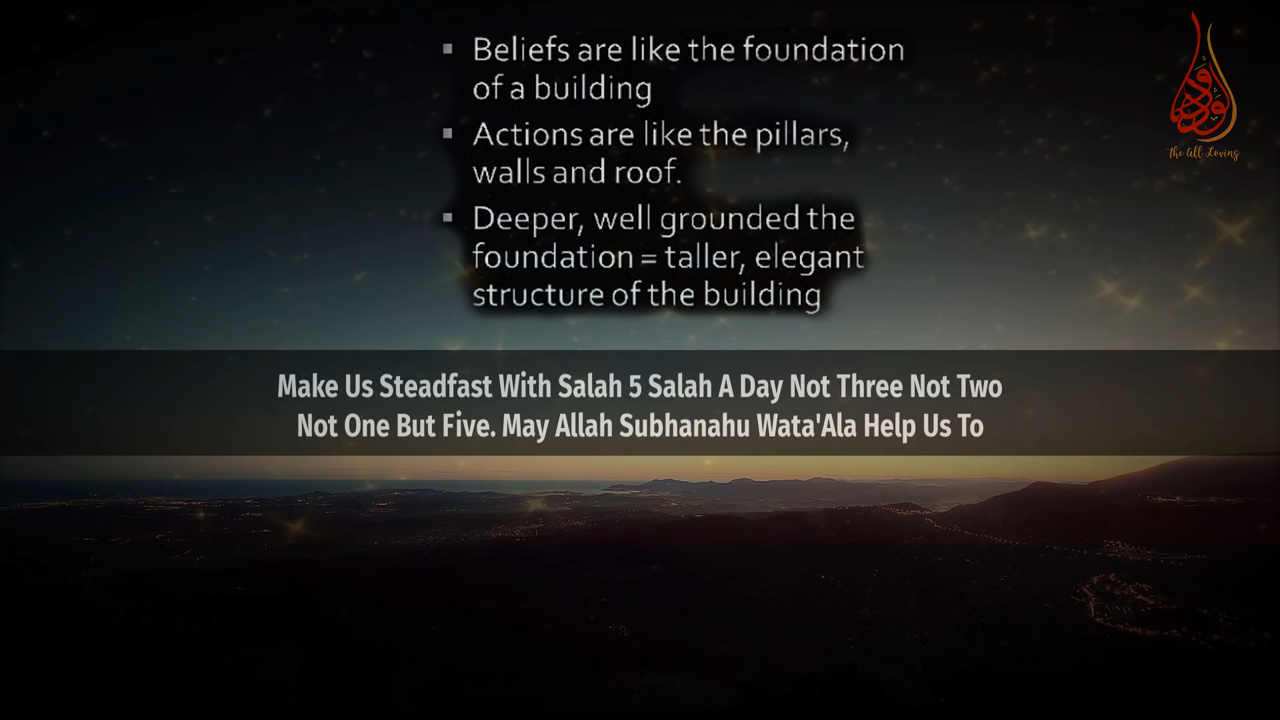 ▪ Beliefs are like the foundation
of a building
▪ Actions are like the pillars,
walls and roof.
▪ Deeper, well grounded the
foundation = taller, elegant
structure of the building
The All Loving
Make Us Steadfast With Salah 5 Salah A Day Not Three Not Two
Not One But Five. May Allah Subhanahu Wata'Ala Help Us To